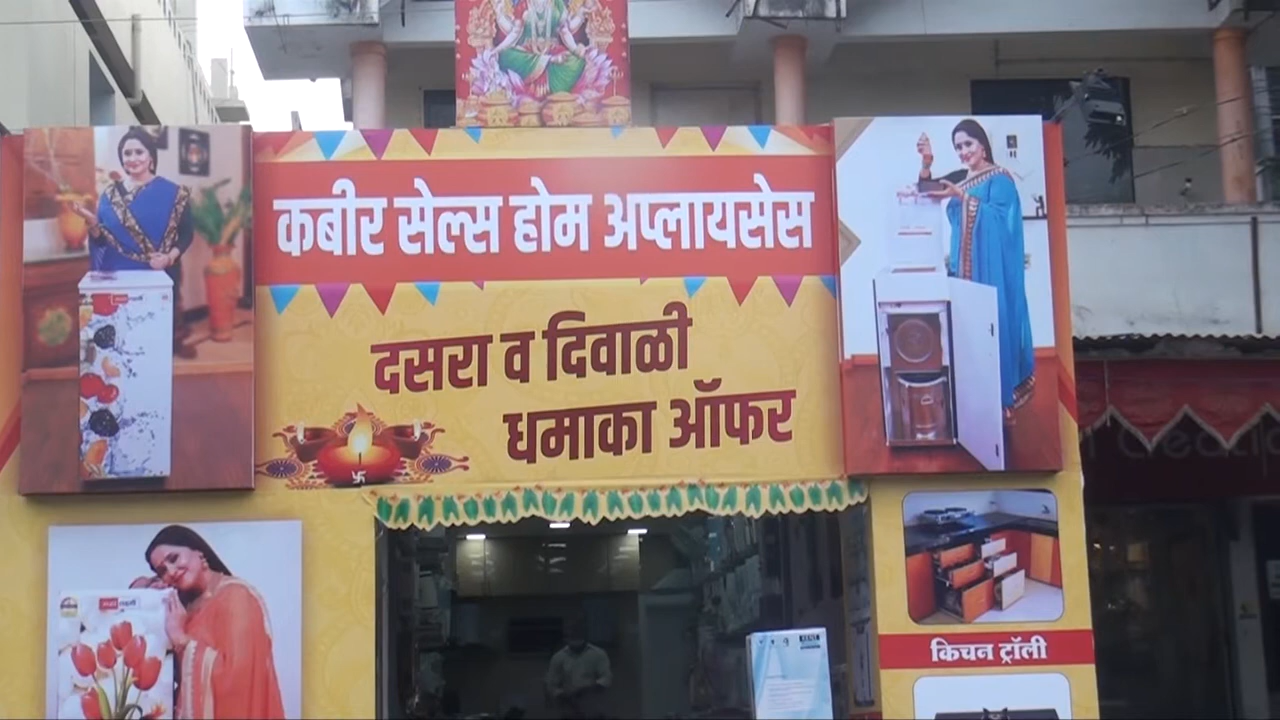 कबीर सेल्स होम अप्लायसेस
दसरा व दिवाळी
धमाका ऑफर
किचन ट्रॉली